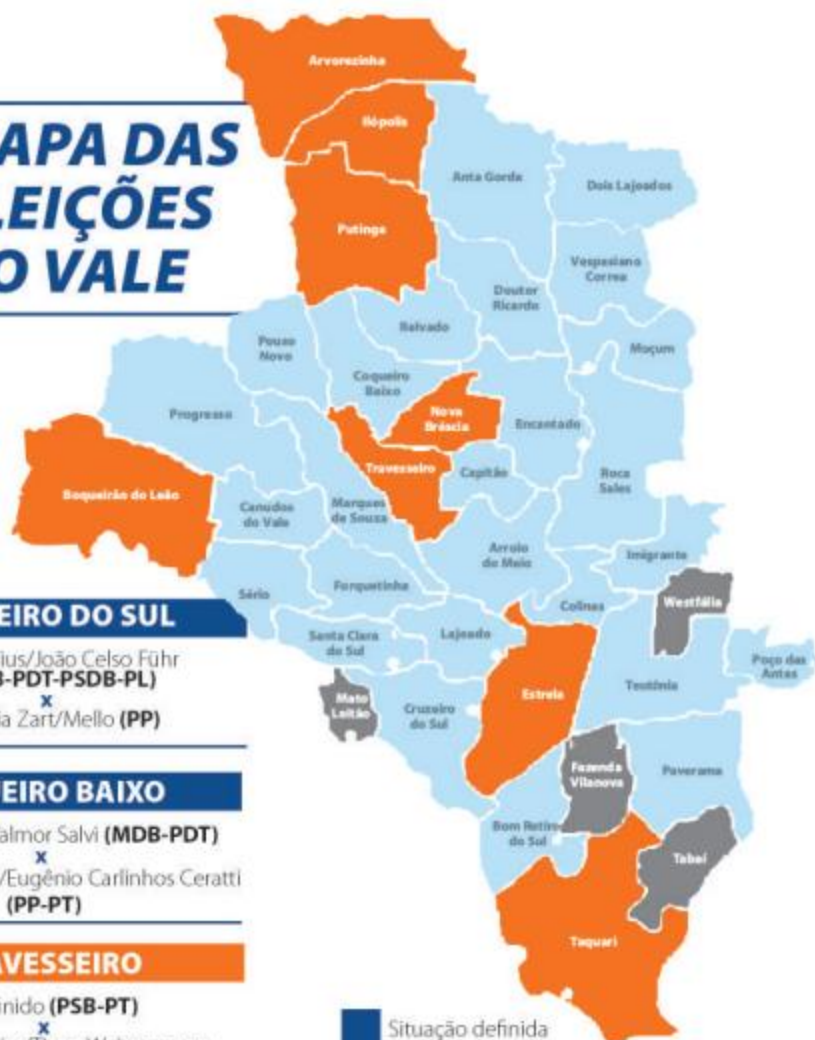 APA DAS
LEIÇÕES
O VALE
Arvorezinha
Ilópolis
Anta Gorda
Dois Lajeados
Putinga
Vespasiano
Correa
Doutor
Ricardo
Relvado
Pouso
Novo
Muçum
Coqueiro
Baixo
Progresso
Nova
Bréscia
Encantado
Travesseiro
Capitão
Roca
Sales
Boqueirão do Leão
Canudos
do Vale
Marques
de Souza
Arroio
do Meio
Imigrante
Sério
Forquetinha
Colinas
Westfália
Santa Clara
do Sul
Lajeado
Poço das
Antas
Mato
Leitão
Cruzeiro
do Sul
Estrela
Teutônia
Fazenda
Vilanova
Paverama
Bom Retiro
do Sul
Tabaí
Taquari
EIRO DO SUL
ius/João Celso Führ
B-PDT-PSDB-PL)
x
ia Zart/Mello (PP)
EIRO BAIXO
almor Salvi (MDB-PDT)
x
/Eugênio Carlinhos Ceratti
(PP-PT)
AVESSEIRO
inido (PSB-PT)
x
Situação definida